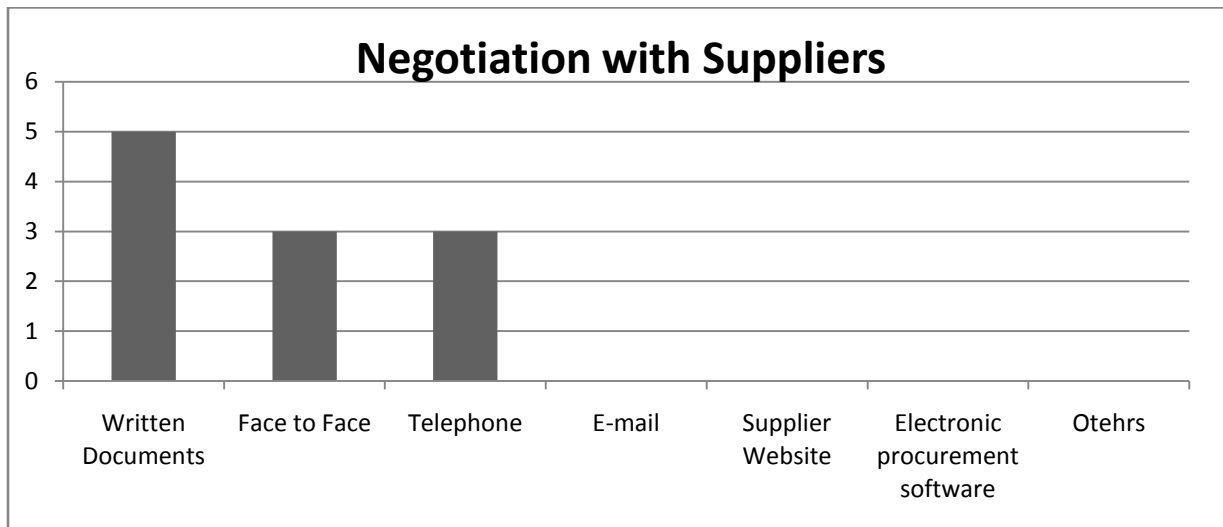 Negotiation with Suppliers
6
5
4
3
2
1
0
Written
Documents
Face to Face
Telephone
E-mail
Supplier
Website
Electronic
procurement
software
Otehrs